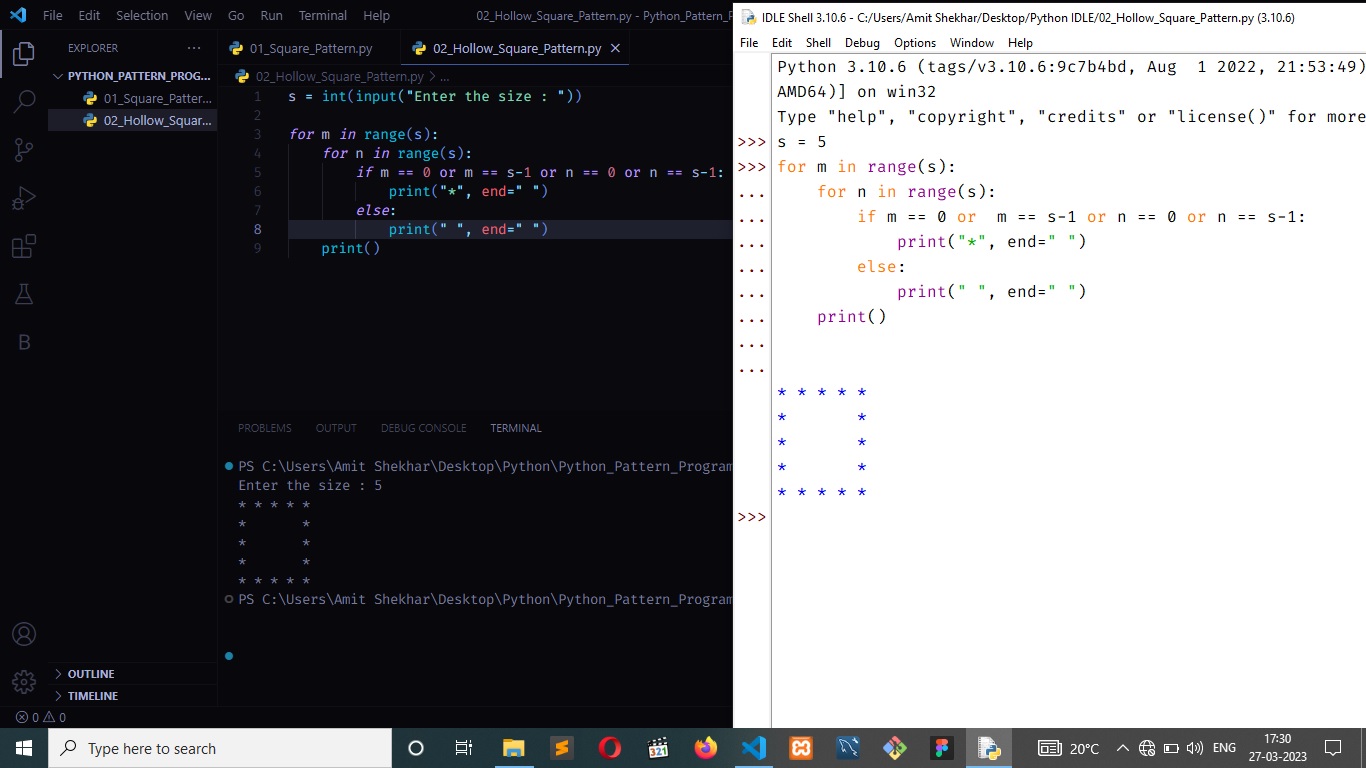 File Edit Selection View Go Run Terminal Help 02_Hollow_Square_Pattern.py - Python_Pattern_P
EXPLORER ...
PYTHON_PATTERN_PROG...
01_Square_Patter...
02_Hollow_Squar...
B
OUTLINE
TIMELINE
0 0
01_Square_Pattern.py 02_Hollow_Square_Pattern.py
02_Hollow_Square_Pattern.py > ...
1 s = int(input("Enter the size : "))
2
3 for m in range(s):
4     for n in range(s):
5         if m == 0 or m == s-1 or n == 0 or n == s-1:
6             print("*", end=" ")
7         else:
8             print(" ", end=" ")
9     print()
PROBLEMS OUTPUT DEBUG CONSOLE TERMINAL
PS C:\Users\Amit Shekhar\Desktop\Python\Python_Pattern_Program
Enter the size : 5
* * * * *
*       *
*       *
*       *
* * * * *
PS C:\Users\Amit Shekhar\Desktop\Python\Python_Pattern_Program
IDLE Shell 3.10.6 - C:/Users/Amit Shekhar/Desktop/Python IDLE/02_Hollow_Square_Pattern.py (3.10.6)
File Edit Shell Debug Options Window Help
Python 3.10.6 (tags/v3.10.6:9c7b4bd, Aug  1 2022, 21:53:49)
AMD64)] on win32
Type "help", "copyright", "credits" or "license()" for more
>>> s = 5
>>> for m in range(s):
...     for n in range(s):
...         if m == 0 or  m == s-1 or n == 0 or n == s-1:
...             print("*", end=" ")
...         else:
...             print(" ", end=" ")
...     print()
...
...
* * * * *
*       *
*       *
*       *
* * * * *
>>>
Type here to search
321
20°C ENG 17:30
27-03-2023